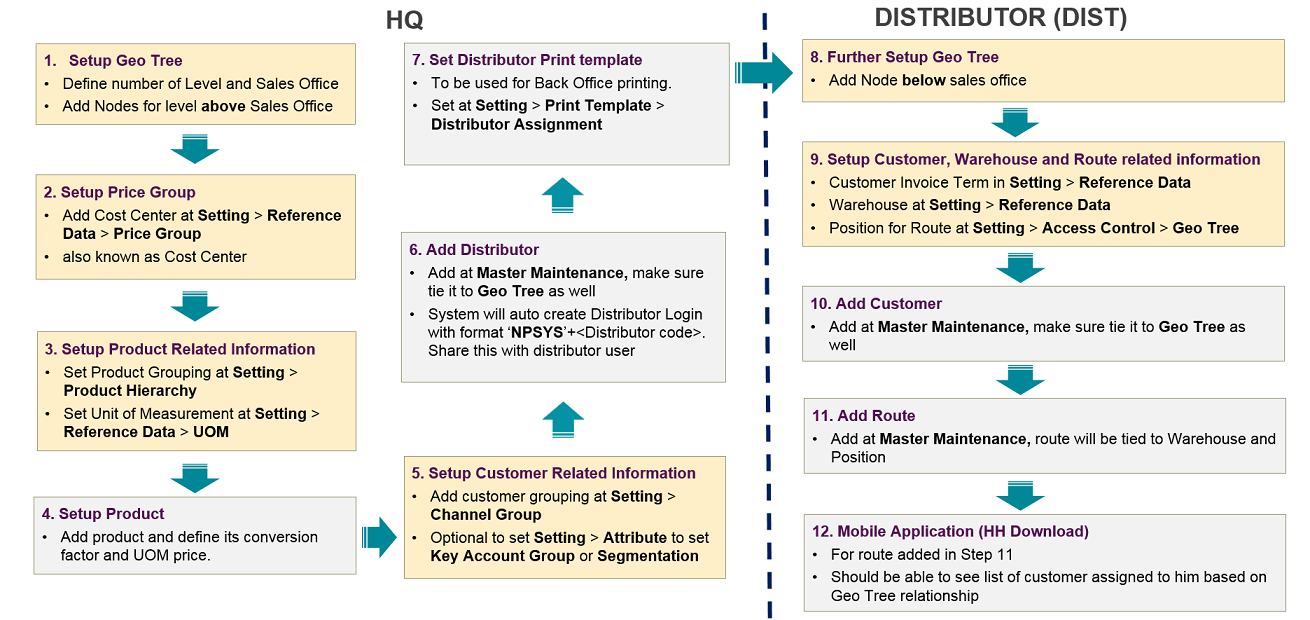 HQ
DISTRIBUTOR (DIST)
1. Setup Geo Tree
• Define number of Level and Sales Office
• Add Nodes for level above Sales Office
2. Setup Price Group
• Add Cost Center at Setting > Reference
Data > Price Group
• also known as Cost Center
3. Setup Product Related Information
• Set Product Grouping at Setting >
Product Hierarchy
• Set Unit of Measurement at Setting >
Reference Data > UOM
4. Setup Product
• Add product and define its conversion
factor and UOM price.
5. Setup Customer Related Information
• Add customer grouping at Setting >
Channel Group
• Optional to set Setting > Attribute to set
Key Account Group or Segmentation
6. Add Distributor
• Add at Master Maintenance, make sure
tie it to Geo Tree as well
• System will auto create Distributor Login
with format ‘NPSYS’+<Distributor code>.
Share this with distributor user
7. Set Distributor Print template
• To be used for Back Office printing.
• Set at Setting > Print Template >
Distributor Assignment
8. Further Setup Geo Tree
• Add Node below sales office
9. Setup Customer, Warehouse and Route related information
• Customer Invoice Term in Setting > Reference Data
• Warehouse at Setting > Reference Data
• Position for Route at Setting > Access Control > Geo Tree
10. Add Customer
• Add at Master Maintenance, make sure tie it to Geo Tree as
well
11. Add Route
• Add at Master Maintenance, route will be tied to Warehouse and
Position
12. Mobile Application (HH Download)
• For route added in Step 11
• Should be able to see list of customer assigned to him based on
Geo Tree relationship